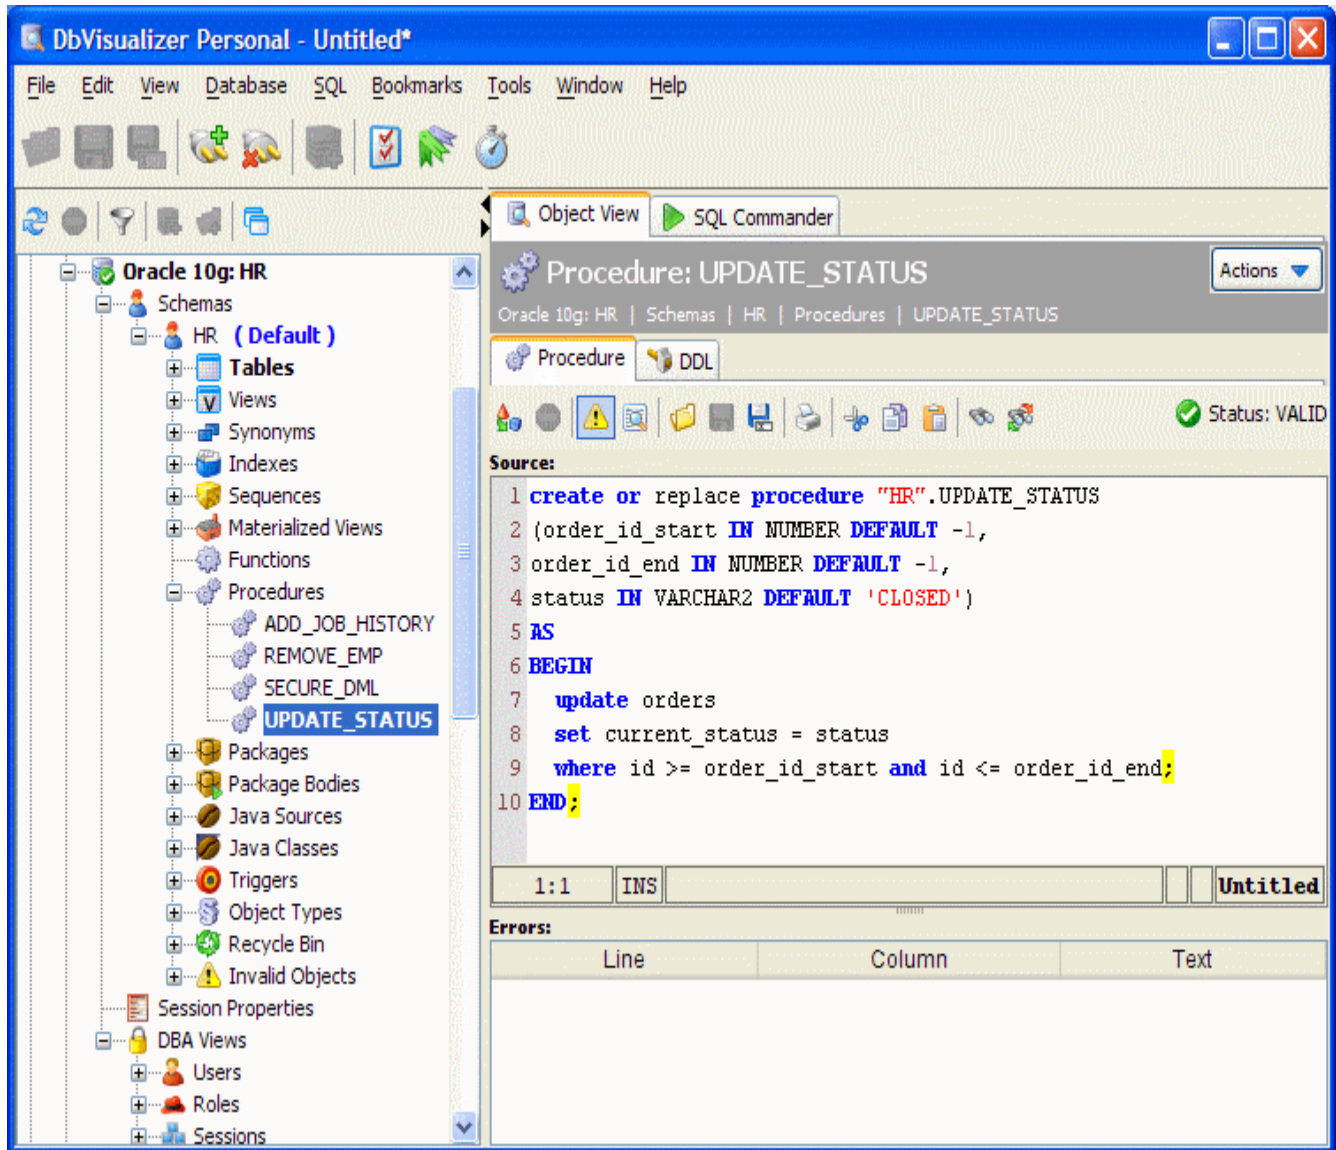 DbVisualizer Personal - Untitled*
File Edit View Database SQL Bookmarks Tools Window Help
Object View SQL Commander
Procedure: UPDATE_STATUS
Actions
Oracle 10g: HR | Schemas | HR | Procedures | UPDATE_STATUS
Procedure DDL
Status: VALID
Oracle 10g: HR
Schemas
HR ( Default )
Tables
V Views
Synonyms
Indexes
Sequences
Materialized Views
Functions
Procedures
ADD_JOB_HISTORY
REMOVE_EMP
SECURE_DML
UPDATE_STATUS
Packages
Package Bodies
Java Sources
Java Classes
Triggers
Object Types
Recycle Bin
Invalid Objects
Session Properties
DBA Views
Users
Roles
Sessions
Source:
1 create or replace procedure "HR".UPDATE_STATUS
2 (order_id_start IN NUMBER DEFAULT -1,
3 order_id_end IN NUMBER DEFAULT -1,
4 status IN VARCHAR2 DEFAULT 'CLOSED')
5 AS
6 BEGIN
7 update orders
8 set current_status = status
9 where id >= order_id_start and id <= order_id_end;
10 END;
1:1 INS Untitled
Errors:
Line Column Text